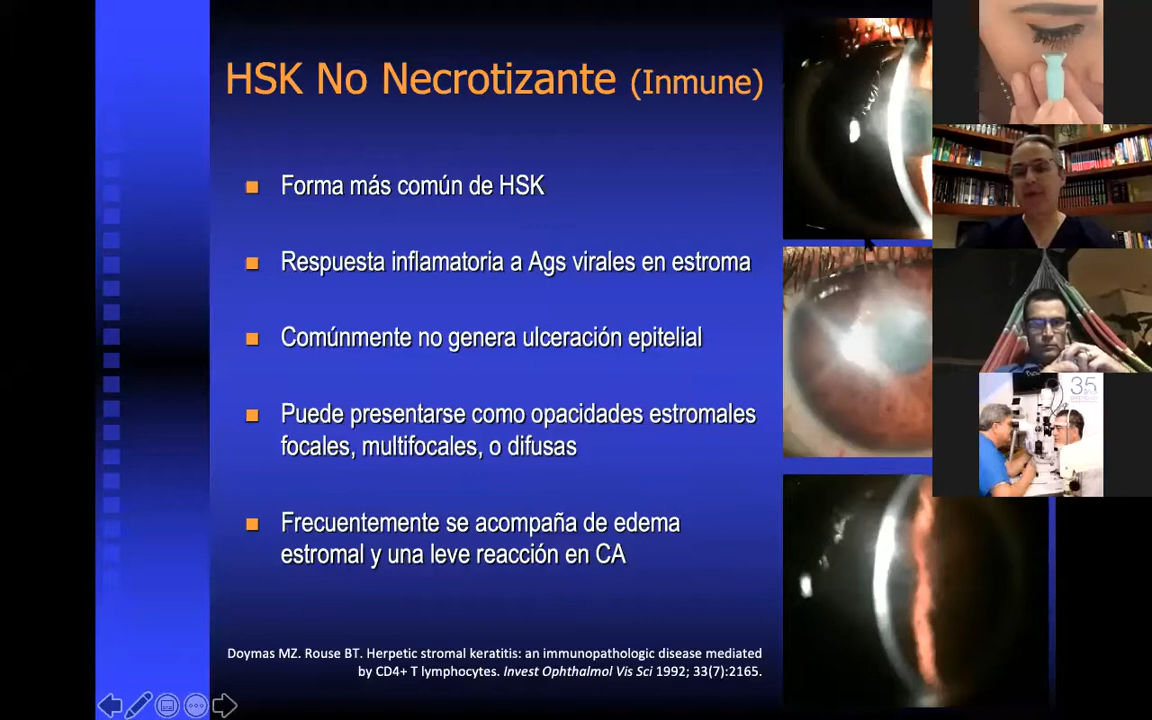 HSK No Necrotizante (Inmune)
Forma más común de HSK
Respuesta inflamatoria a Ags virales en estroma
Comúnmente no genera ulceración epitelial
Puede presentarse como opacidades estromales
focales, multifocales, o difusas
Frecuentemente se acompaña de edema
estromal y una leve reacción en CA
Doymas MZ. Rouse BT. Herpetic stromal keratitis: an immunopathologic disease mediated
by CD4+ T lymphocytes. Invest Ophthalmol Vis Sci 1992; 33(7):2165.
35